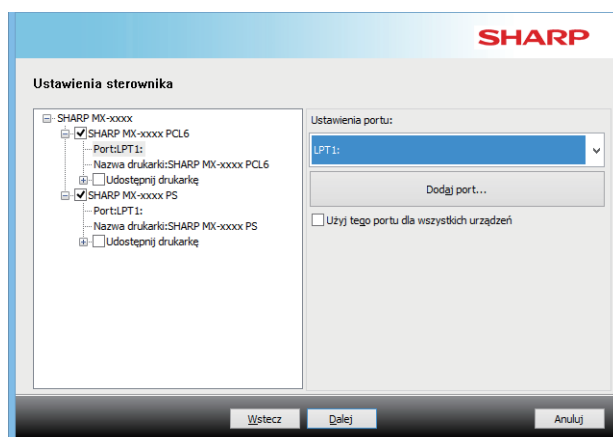 SHARP
Ustawienia sterownika
SHARP MX-xxxx
SHARP MX-xxxx PCL6
Port:LPT1:
Nazwa drukarki:SHARP MX-xxxx PCL6
Udostępnij drukarkę
SHARP MX-xxxx PS
Port:LPT1:
Nazwa drukarki:SHARP MX-xxxx PS
Udostępnij drukarkę
Ustawienia portu:
LPT1:
Dodaj port...
Użyj tego portu dla wszystkich urządzeń
Wstecz
Dalej
Anuluj